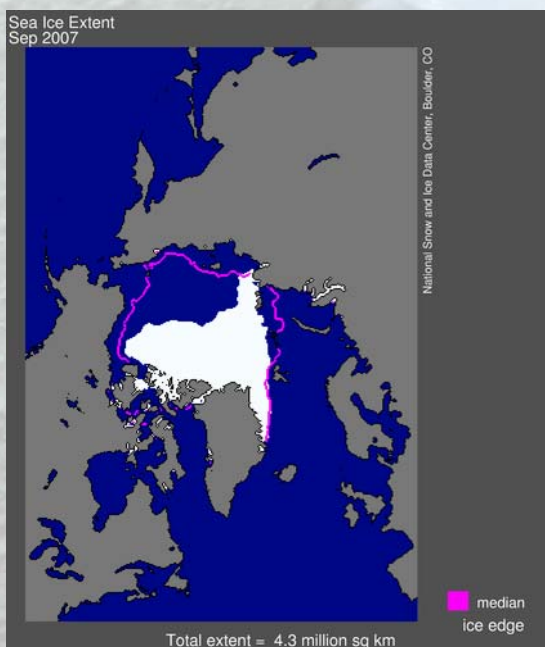 Sea Ice Extent
Sep 2007
National Snow and Ice Data Center, Boulder, CO
median
ice edge
Total extent = 4.3 million sq km